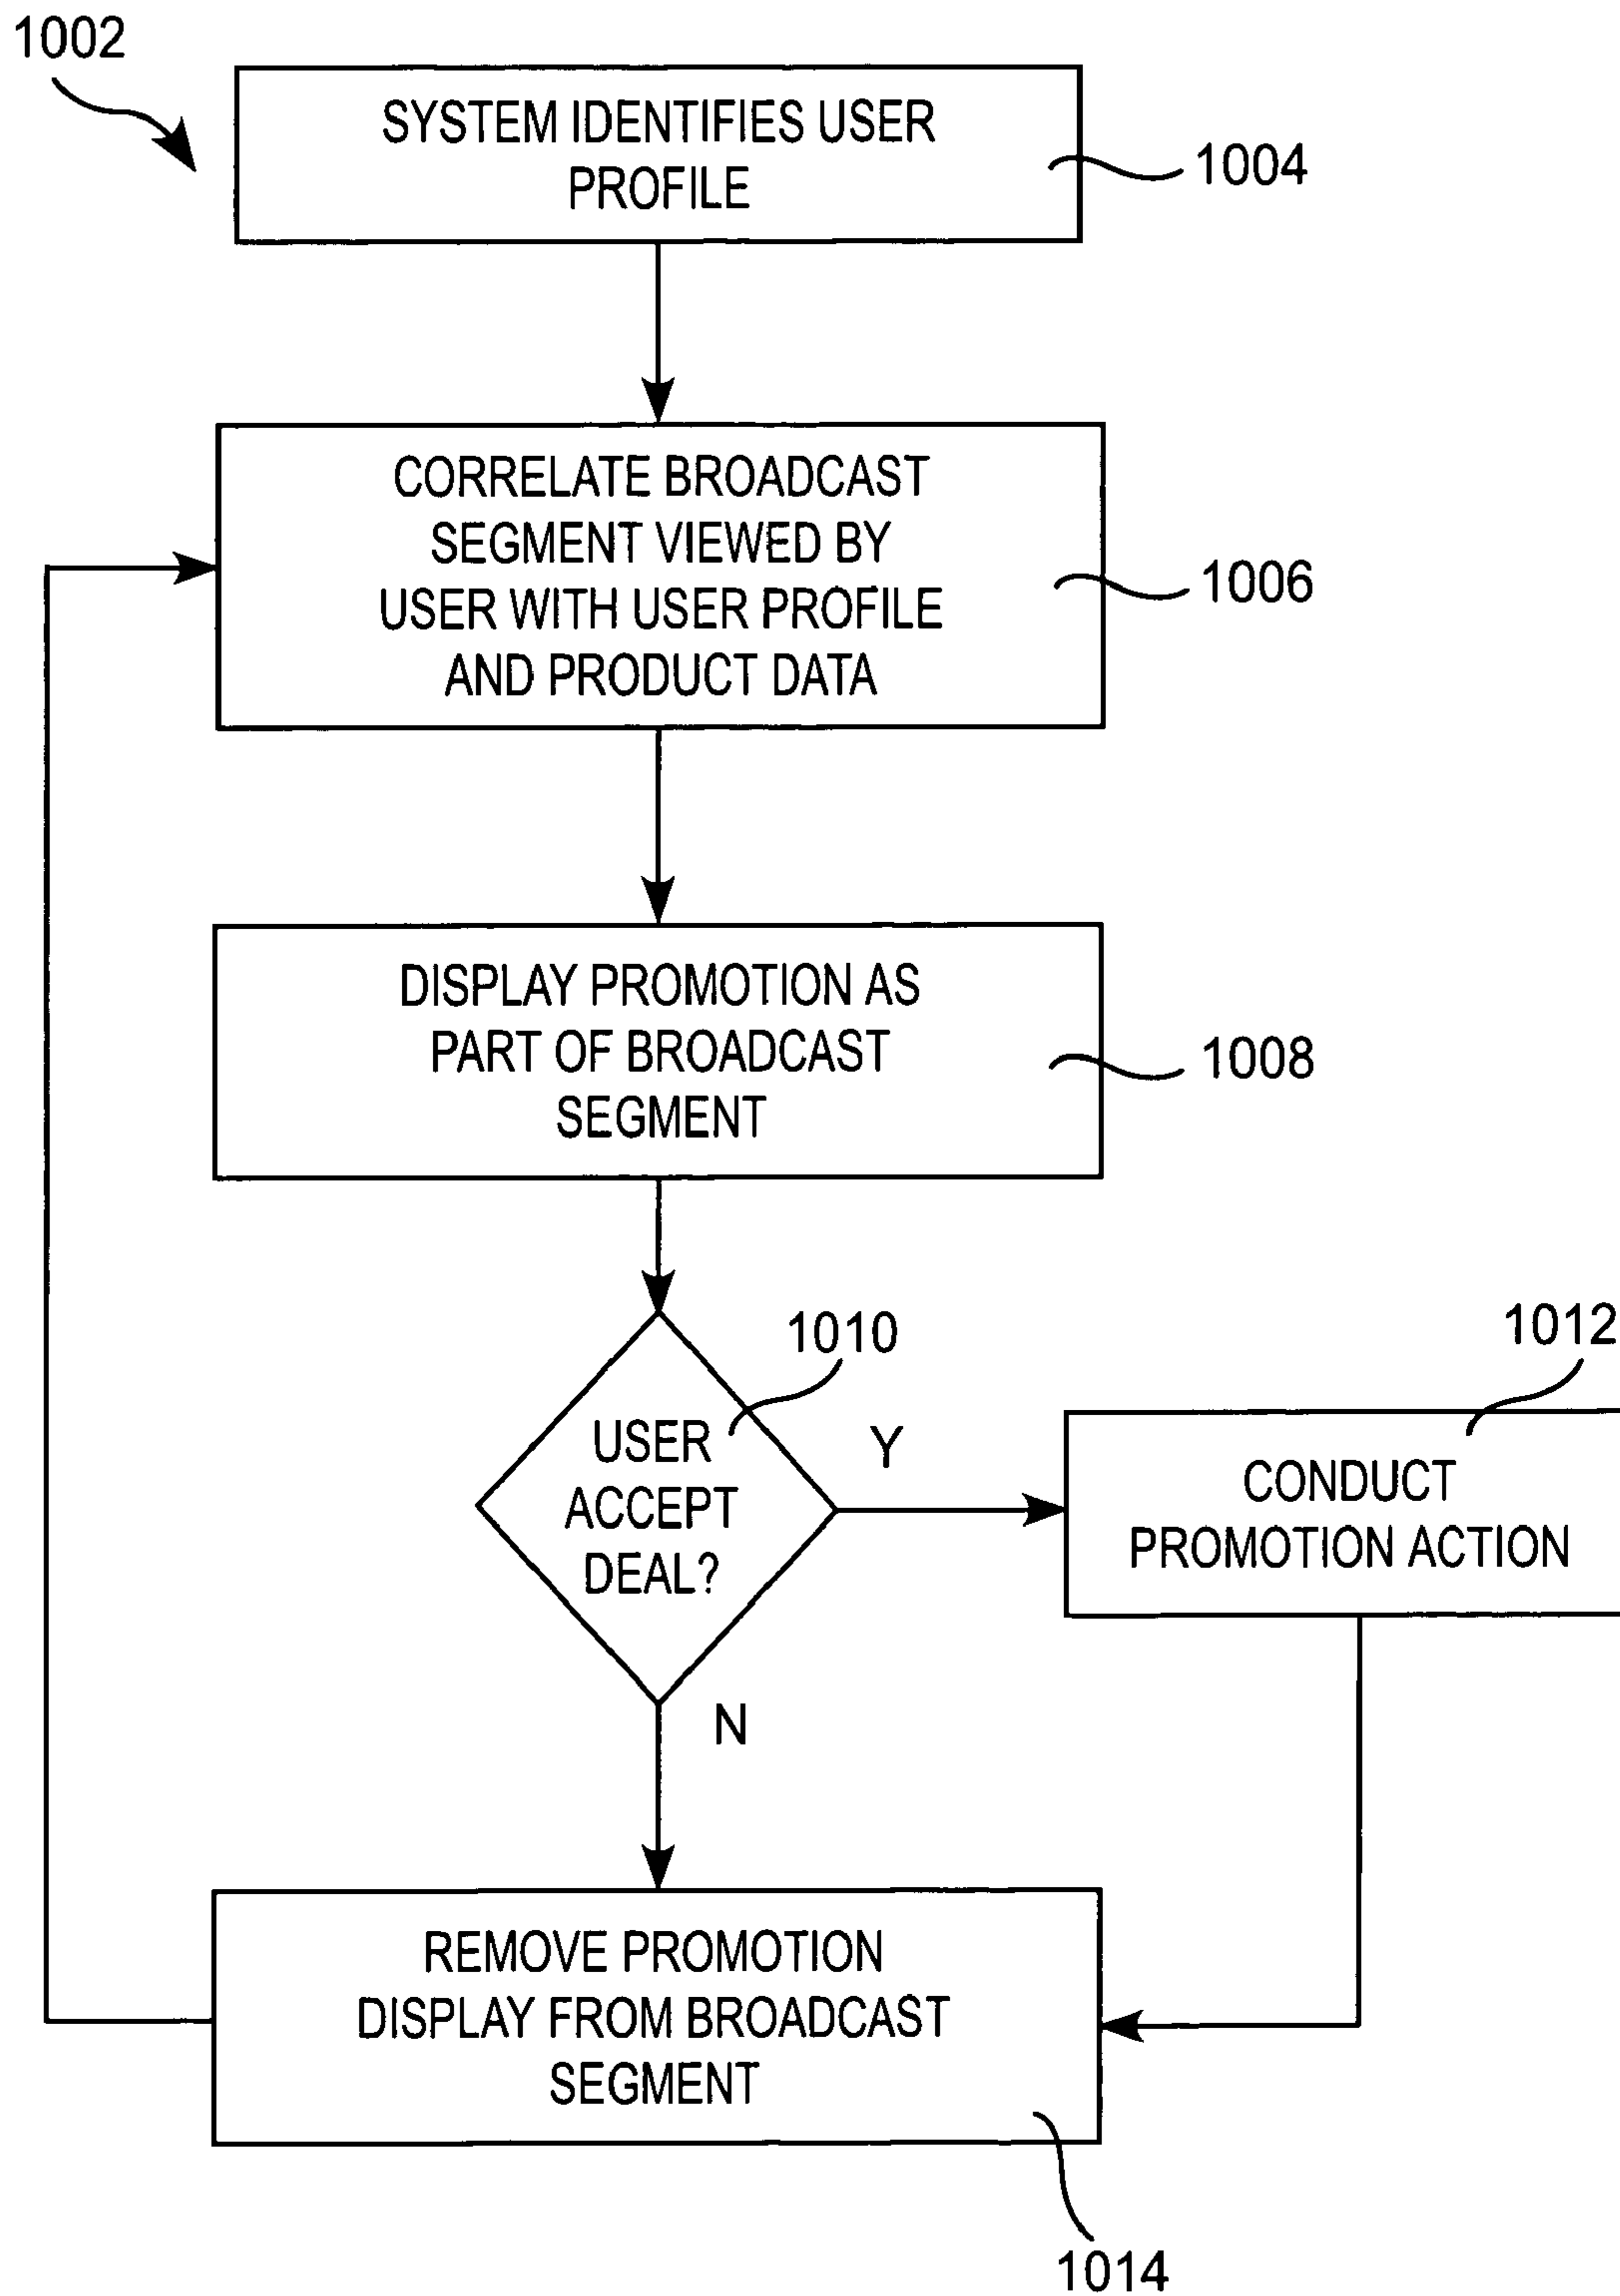 1002
SYSTEM IDENTIFIES USER
PROFILE
1004
CORRELATE BROADCAST
SEGMENT VIEWED BY
USER WITH USER PROFILE
AND PRODUCT DATA
1006
DISPLAY PROMOTION AS
PART OF BROADCAST
SEGMENT
1008
1010
USER
ACCEPT
DEAL?
Y
1012
CONDUCT
PROMOTION ACTION
N
REMOVE PROMOTION
DISPLAY FROM BROADCAST
SEGMENT
1014